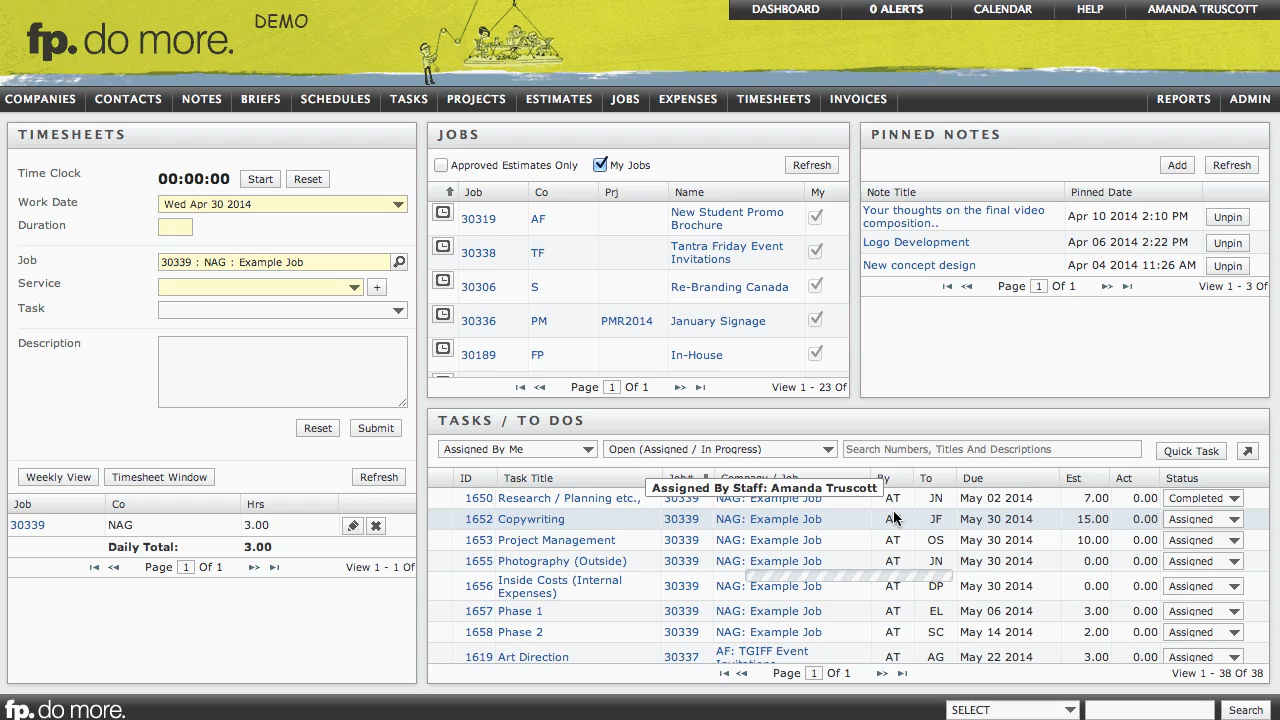 DEMO
fp. do more.
DASHBOARD 0 ALERTS CALENDAR HELP AMANDA TRUSCOTT
COMPANIES CONTACTS NOTES BRIEFS SCHEDULES TASKS PROJECTS ESTIMATES JOBS EXPENSES TIMESHEETS INVOICES REPORTS ADMIN
TIMESHEETS
Time Clock 00:00:00 Start Reset
Work Date Wed Apr 30 2014
Duration
Job 30339 : NAG : Example Job
Service +
Task
Description
Reset Submit
Weekly View Timesheet Window Refresh
Job Co Hrs
30339 NAG 3.00
Daily Total: 3.00
Page 1 Of 1 View 1 - 1 Of
JOBS
Approved Estimates Only My Jobs Refresh
Job Co Prj Name My
30319 AF New Student Promo
Brochure
30338 TF Tantra Friday Event
Invitations
30306 S Re-Branding Canada
30336 PM PMR2014 January Signage
30189 FP In-House
Page 1 Of 1 View 1 - 23 Of
PINNED NOTES
Add Refresh
Note Title Pinned Date
Your thoughts on the final video
composition.. Apr 10 2014 2:10 PM Unpin
Logo Development Apr 06 2014 2:22 PM Unpin
New concept design Apr 04 2014 11:26 AM Unpin
Page 1 Of 1 View 1 - 3 Of
TASKS / TO DOS
Assigned By Me Open (Assigned / In Progress) Search Numbers, Titles And Descriptions Quick Task
ID Task Title Job# Company / Job By To Due Est Act Status
Assigned By Staff: Amanda Truscott
1650 Research / Planning etc., 30339 NAG: Example Job AT JN May 02 2014 7.00 0.00 Completed
1652 Copywriting 30339 NAG: Example Job AT JF May 30 2014 15.00 0.00 Assigned
1653 Project Management 30339 NAG: Example Job AT OS May 30 2014 10.00 0.00 Assigned
1655 Photography (Outside) 30339 NAG: Example Job AT JN May 30 2014 0.00 0.00 Assigned
1656 Inside Costs (Internal
Expenses) 30339 NAG: Example Job AT DP May 30 2014 0.00 0.00 Assigned
1657 Phase 1 30339 NAG: Example Job AT EL May 06 2014 3.00 0.00 Assigned
1658 Phase 2 30339 NAG: Example Job AT SC May 14 2014 2.00 0.00 Assigned
1619 Art Direction 30337 AF: TGIFF Event
Invitations AT AG May 22 2014 3.00 0.00 Assigned
Page 1 Of 1 View 1 - 38 Of 38
fp. do more.
SELECT Search